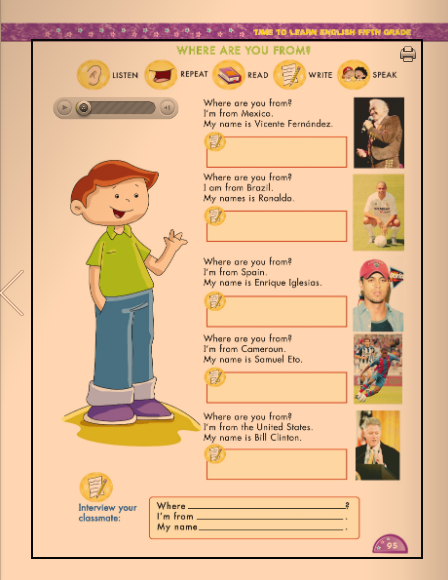 TIME TO LEARN ENGLISH FIFTH GRADE
WHERE ARE YOU FROM?
LISTEN
REPEAT
READ
WRITE
SPEAK
Where are you from?
I'm from Mexico.
My name is Vicente Fernández.
Where are you from?
I am from Brazil.
My names is Ronaldo.
Where are you from?
I'm from Spain.
My name is Enrique Iglesias.
Where are you from?
I'm from Cameroun.
My name is Samuel Eto.
Where are you from?
I'm from the United States.
My name is Bill Clinton.
Interview your
classmate:
Where ?
I'm from .
My name .
95